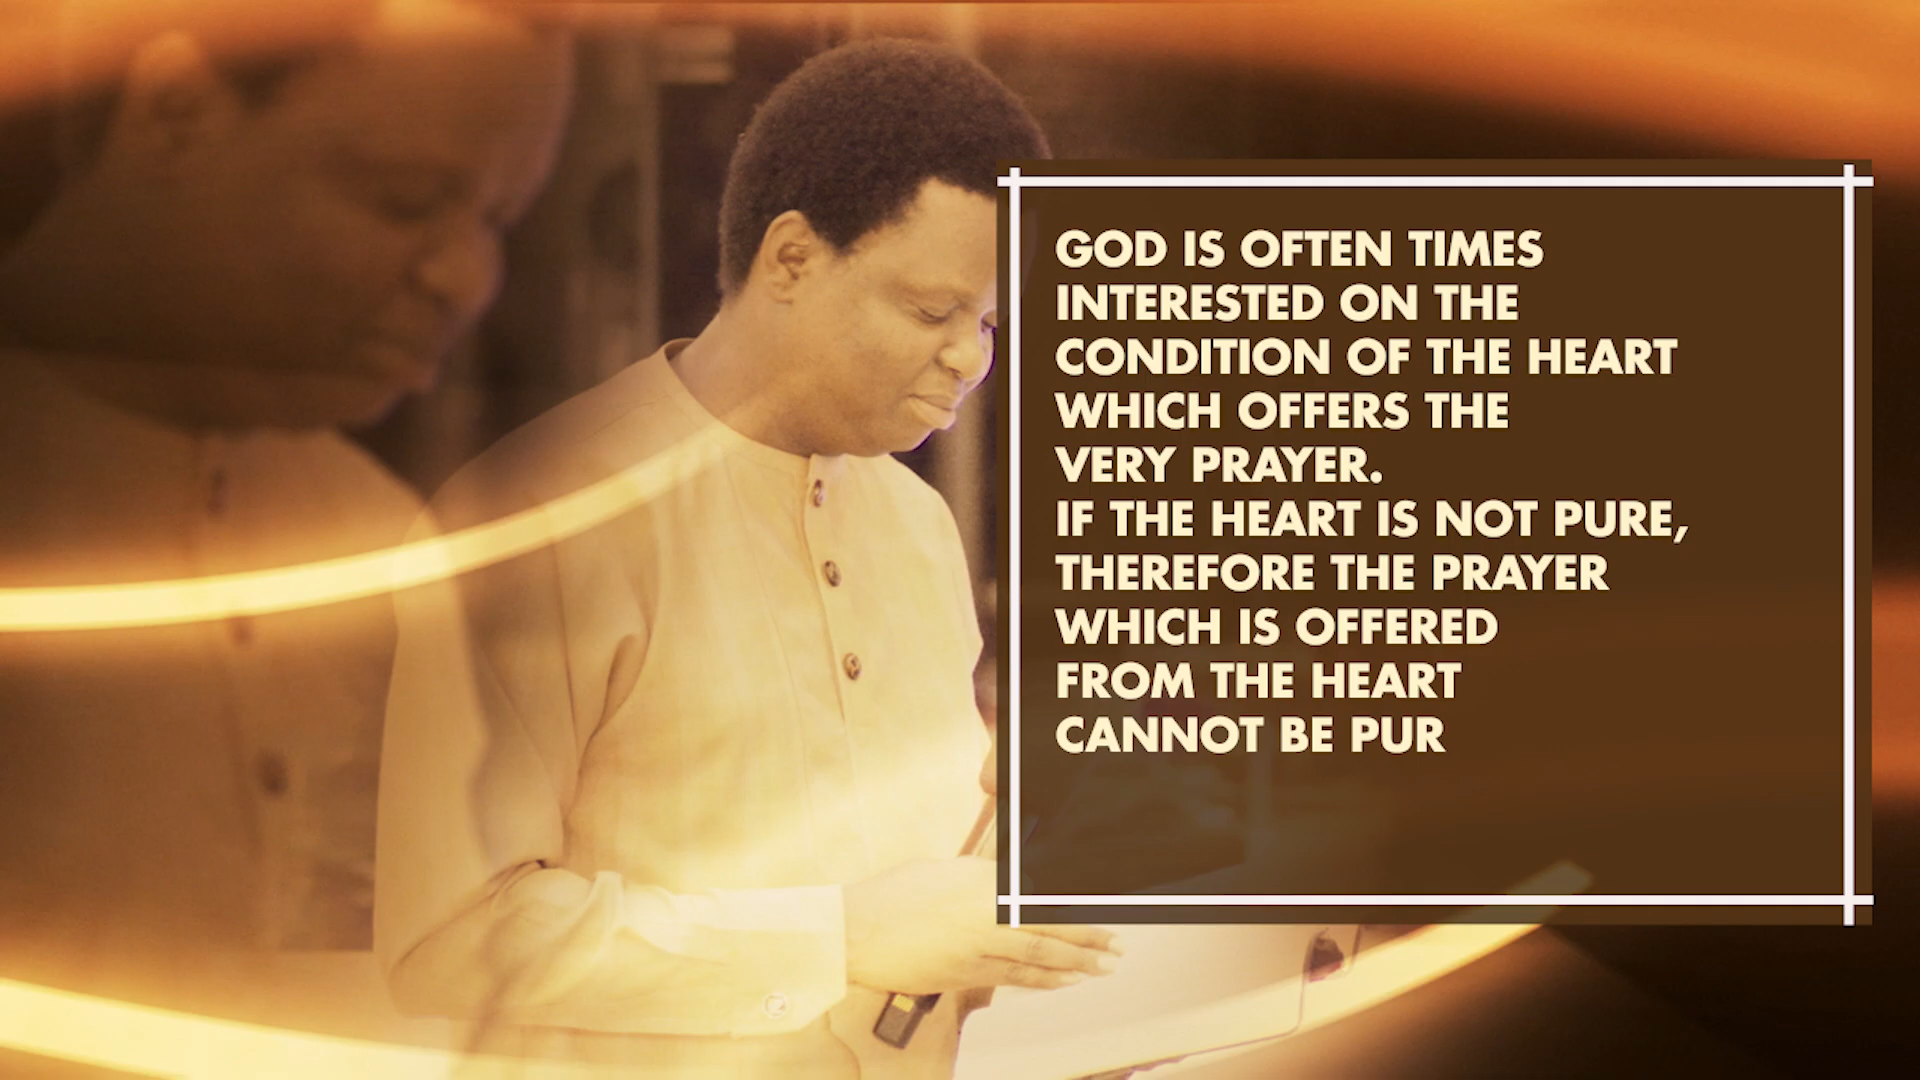 GOD IS OFTEN TIMES
INTERESTED ON THE
CONDITION OF THE HEART
WHICH OFFERS THE
VERY PRAYER.
IF THE HEART IS NOT PURE,
THEREFORE THE PRAYER
WHICH IS OFFERED
FROM THE HEART
CANNOT BE PUR